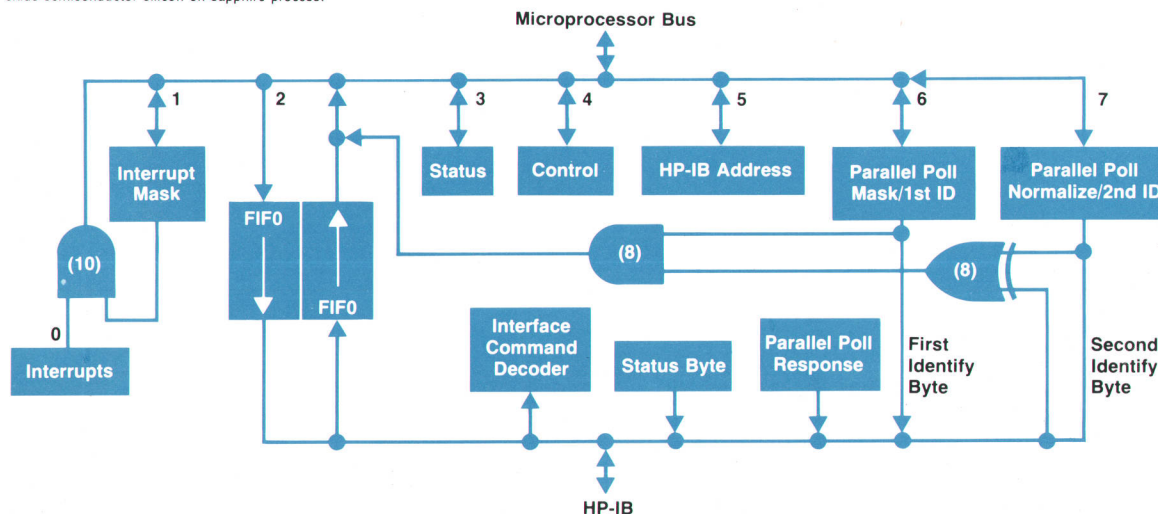 Microprocessor Bus
1
2
3
4
5
6
7
Interrupt
Mask
Status
Control
HP-IB Address
Parallel Poll
Mask/1st ID
Parallel Poll
Normalize/2nd ID
FIF0
(10)
(8)
(8)
FIF0
0
Interrupts
Interface
Command
Decoder
Status Byte
Parallel Poll
Response
First
Identify
Byte
Second
Identify
Byte
HP-IB